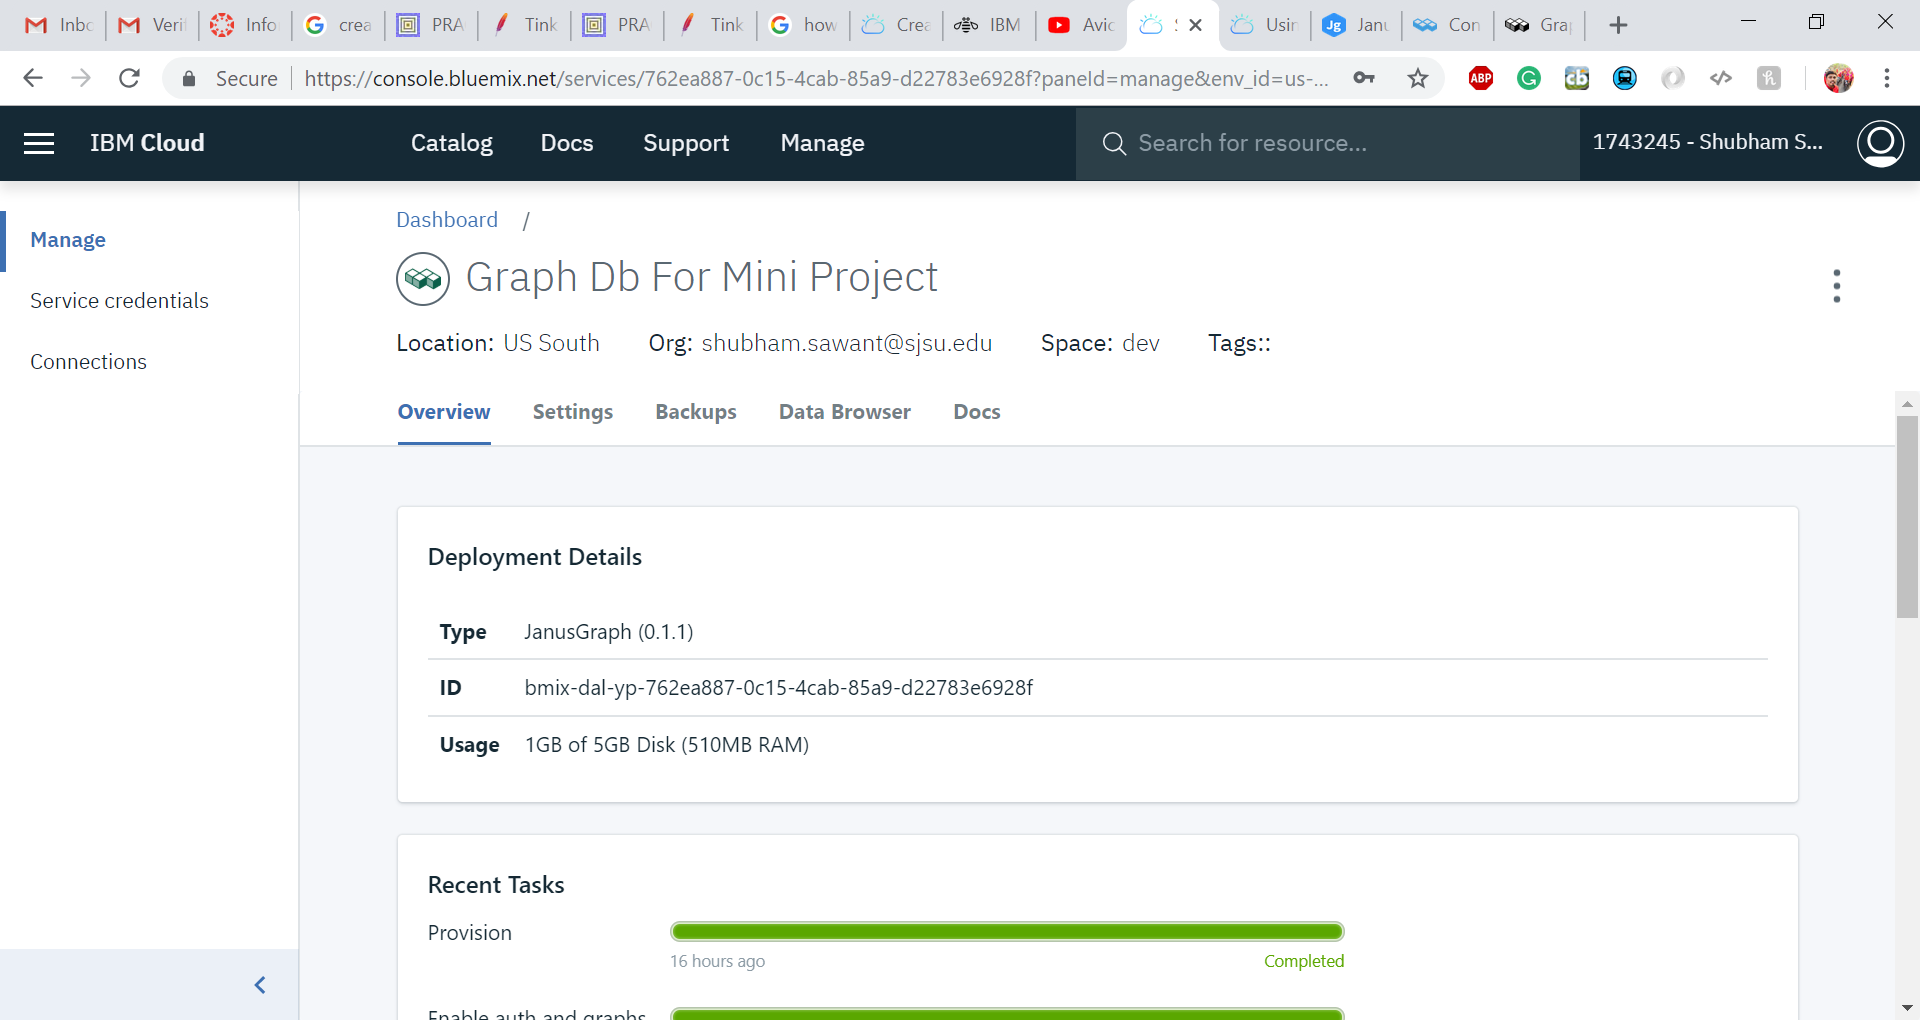 Inbc Verif Info crea PRA Tink PRA Tink how Crea IBM Avic Usin Janu Con Gra
Secure https://console.bluemix.net/services/762ea887-0c15-4cab-85a9-d22783e6928f?paneId=manage&env_id=us-... ABP cb
IBM Cloud Catalog Docs Support Manage Search for resource... 1743245 - Shubham S...
Manage
Service credentials
Connections
Dashboard /
Graph Db For Mini Project
Location: US South Org: shubham.sawant@sjsu.edu Space: dev Tags::
Overview Settings Backups Data Browser Docs
Deployment Details
Type JanusGraph (0.1.1)
ID bmix-dal-yp-762ea887-0c15-4cab-85a9-d22783e6928f
Usage 1GB of 5GB Disk (510MB RAM)
Recent Tasks
Provision
16 hours ago Completed
Enable auth and graphs